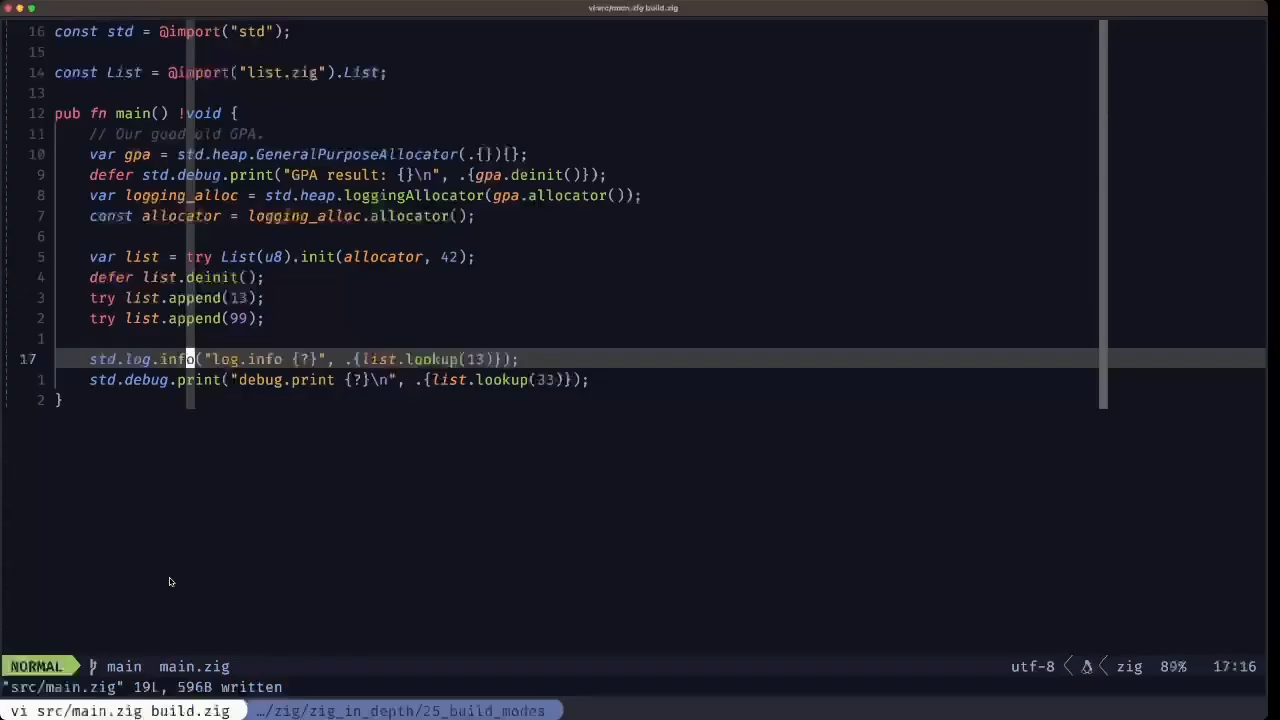 vi src/main.zig build.zig
16 const std = @import("std");
15
14 const List = @import("list.zig").List;
13
12 pub fn main() !void {
11 // Our good old GPA.
10 var gpa = std.heap.GeneralPurposeAllocator(.{}){};
9 defer std.debug.print("GPA result: {}\n", .{gpa.deinit()});
8 var logging_alloc = std.heap.loggingAllocator(gpa.allocator());
7 const allocator = logging_alloc.allocator();
6
5 var list = try List(u8).init(allocator, 42);
4 defer list.deinit();
3 try list.append(13);
2 try list.append(99);
1
17 std.log.info("log.info {?}", .{list.lookup(13)});
1 std.debug.print("debug.print {?}\n", .{list.lookup(33)});
2 }
NORMAL main main.zig utf-8 zig 89% 17:16
"src/main.zig" 19L, 596B written
vi src/main.zig build.zig …/zig/zig_in_depth/25_build_modes